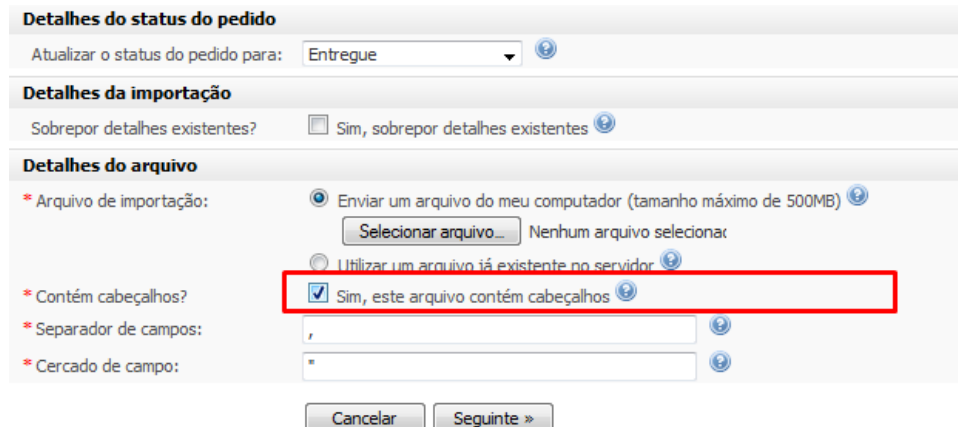 Detalhes do status do pedido
Atualizar o status do pedido para: Entregue
Detalhes da importação
Sobrepor detalhes existentes? Sim, sobrepor detalhes existentes
Detalhes do arquivo
* Arquivo de importação: Enviar um arquivo do meu computador (tamanho máximo de 500MB)
Selecionar arquivo... Nenhum arquivo selecionac
Utilizar um arquivo já existente no servidor
* Contém cabeçalhos? Sim, este arquivo contém cabeçalhos
* Separador de campos: ,
* Cercado de campo: "
Cancelar Seguinte »